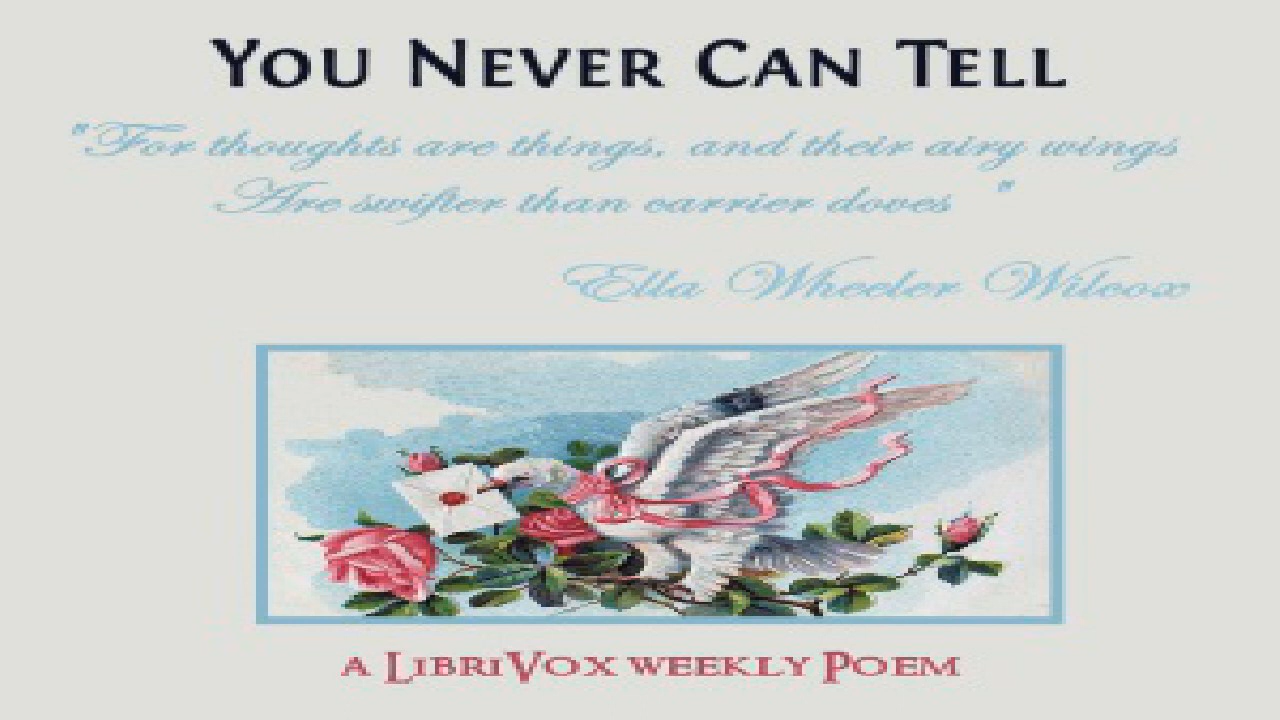 You Never Can Tell
"For thoughts are things, and their airy wings
Are swifter than carrier doves "
Ella Wheeler Wilcox
A LibriVox weekly Poem